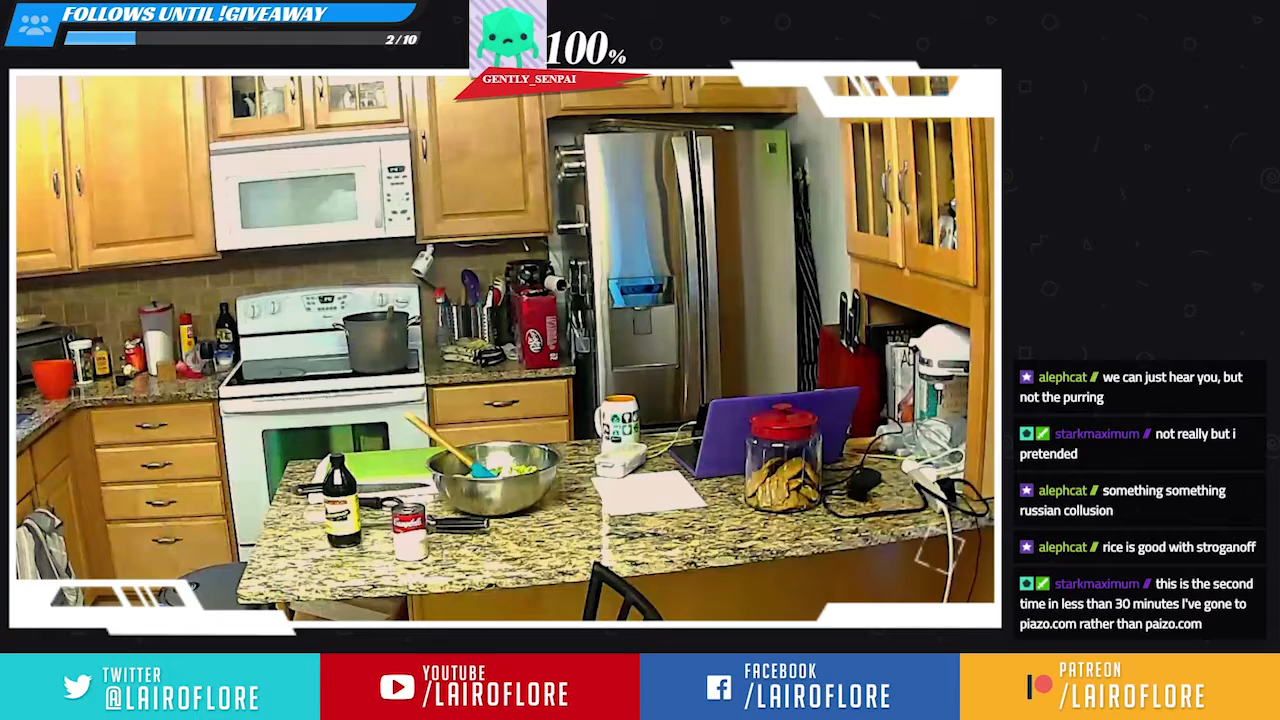 FOLLOWS UNTIL !GIVEAWAY
2 / 10
100%
GENTLY_SENPAI
Campbell's
alephcat // we can just hear you, but
not the purring
starkmaximum // not really but i
pretended
alephcat // something something
russian collusion
alephcat // rice is good with stroganoff
starkmaximum // this is the second
time in less than 30 minutes I've gone to
piazo.com rather than paizo.com
TWITTER
@LAIROFLORE
YOUTUBE
/LAIROFLORE
FACEBOOK
/LAIROFLORE
PATREON
/LAIROFLORE